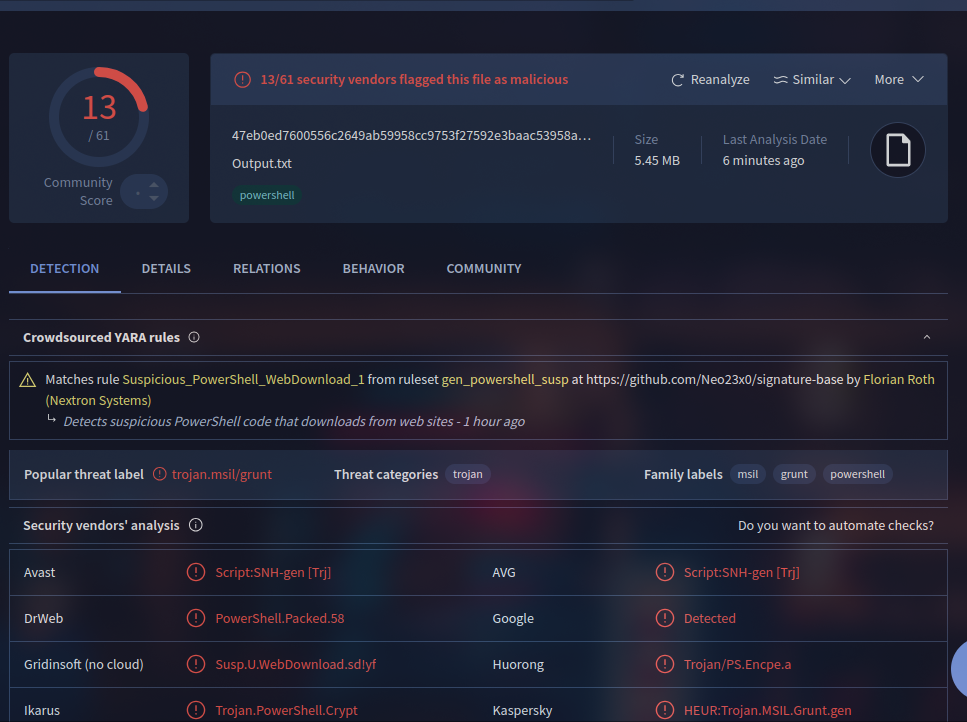 13
/ 61
Community
Score
13/61 security vendors flagged this file as malicious
Reanalyze
Similar
More
47eb0ed7600556c2649ab59958cc9753f27592e3baac53958a…
Output.txt
powershell
Size
5.45 MB
Last Analysis Date
6 minutes ago
DETECTION
DETAILS
RELATIONS
BEHAVIOR
COMMUNITY
Crowdsourced YARA rules
Matches rule Suspicious_PowerShell_WebDownload_1 from ruleset gen_powershell_susp at https://github.com/Neo23x0/signature-base by Florian Roth
(Nextron Systems)
Detects suspicious PowerShell code that downloads from web sites - 1 hour ago
Popular threat label trojan.msil/grunt
Threat categories trojan
Family labels msil grunt powershell
Security vendors' analysis
Do you want to automate checks?
Avast Script:SNH-gen [Trj] AVG Script:SNH-gen [Trj]
DrWeb PowerShell.Packed.58 Google Detected
Gridinsoft (no cloud) Susp.U.WebDownload.sd!yf Huorong Trojan/PS.Encpe.a
Ikarus Trojan.PowerShell.Crypt Kaspersky HEUR:Trojan.MSIL.Grunt.gen